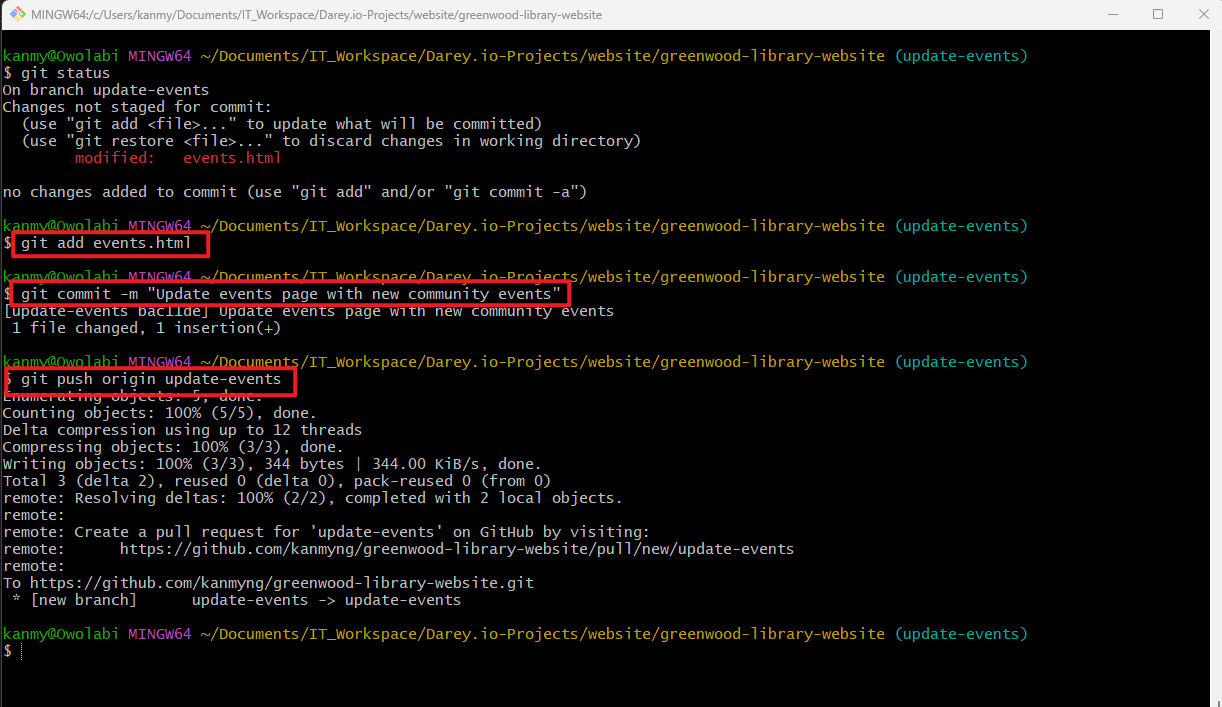 MINGW64:/c/Users/kanmy/Documents/IT_Workspace/Darey.io-Projects/website/greenwood-library-website
kanmy@Owolabi MINGW64 ~/Documents/IT_Workspace/Darey.io-Projects/website/greenwood-library-website (update-events)
$ git status
On branch update-events
Changes not staged for commit:
  (use "git add <file>..." to update what will be committed)
  (use "git restore <file>..." to discard changes in working directory)
        modified:   events.html
no changes added to commit (use "git add" and/or "git commit -a")
kanmy@Owolabi MINGW64 ~/Documents/IT_Workspace/Darey.io-Projects/website/greenwood-library-website (update-events)
$ git add events.html
kanmy@Owolabi MINGW64 ~/Documents/IT_Workspace/Darey.io-Projects/website/greenwood-library-website (update-events)
$ git commit -m "Update events page with new community events"
[update-events bac11de] Update events page with new community events
 1 file changed, 1 insertion(+)
kanmy@Owolabi MINGW64 ~/Documents/IT_Workspace/Darey.io-Projects/website/greenwood-library-website (update-events)
$ git push origin update-events
Enumerating objects: 5, done.
Counting objects: 100% (5/5), done.
Delta compression using up to 12 threads
Compressing objects: 100% (3/3), done.
Writing objects: 100% (3/3), 344 bytes | 344.00 KiB/s, done.
Total 3 (delta 2), reused 0 (delta 0), pack-reused 0 (from 0)
remote: Resolving deltas: 100% (2/2), completed with 2 local objects.
remote:
remote: Create a pull request for 'update-events' on GitHub by visiting:
remote:      https://github.com/kanmyng/greenwood-library-website/pull/new/update-events
remote:
To https://github.com/kanmyng/greenwood-library-website.git
 * [new branch]      update-events -> update-events
kanmy@Owolabi MINGW64 ~/Documents/IT_Workspace/Darey.io-Projects/website/greenwood-library-website (update-events)
$